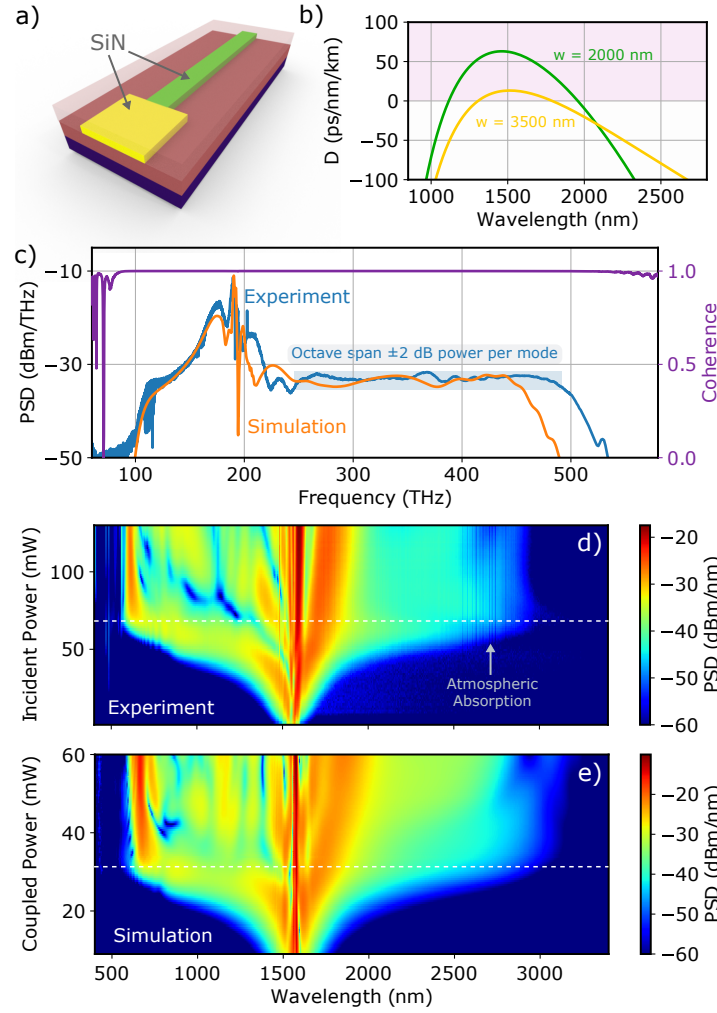 a)
SiN
b)
D (ps/nm/km)
100
50
0
−50
−100
w = 2000 nm
w = 3500 nm
1000 1500 2000 2500
Wavelength (nm)
c)
PSD (dBm/THz)
−10
−30
−50
Experiment
Octave span ±2 dB power per mode
Simulation
1.0
0.5
0.0
Coherence
100 200 300 400 500
Frequency (THz)
d)
Incident Power (mW)
100
50
Experiment
Atmospheric
Absorption
−20
−30
−40
−50
−60
PSD (dBm/nm)
e)
Coupled Power (mW)
60
40
20
Simulation
−20
−30
−40
−50
−60
PSD (dBm/nm)
500 1000 1500 2000 2500 3000
Wavelength (nm)